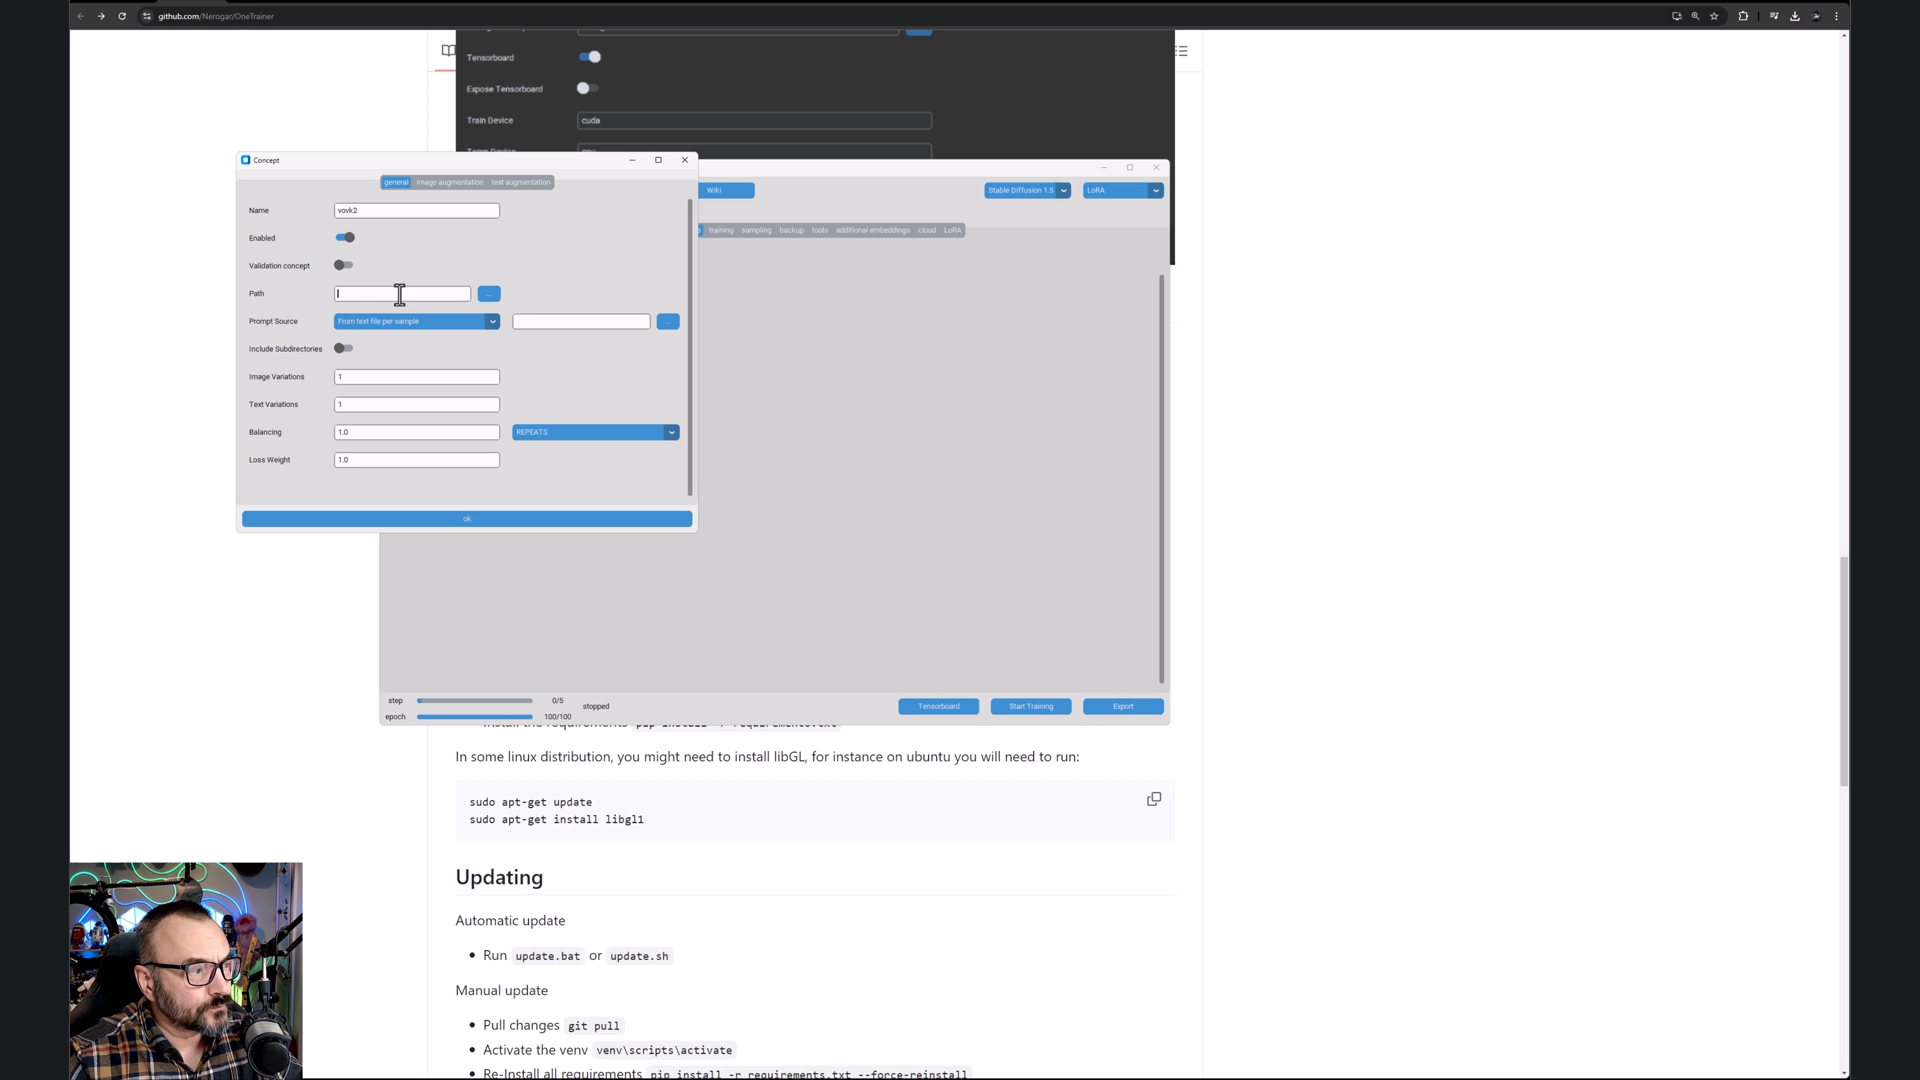 github.com/Nerogar/OneTrainer
Tensorboard
Expose Tensorboard
Train Device
cuda
Concept
general
image augmentation
text augmentation
Name
vovk2
Enabled
Validation concept
Path
...
Prompt Source
From text file per sample
...
Include Subdirectories
Image Variations
1
Text Variations
1
Balancing
1.0
REPEATS
Loss Weight
1.0
ok
Wiki
Stable Diffusion 1.5
LoRA
training
sampling
backup
tools
additional embeddings
cloud
LoRA
step
0/5
stopped
epoch
100/100
Tensorboard
Start Training
Export
In some linux distribution, you might need to install libGL, for instance on ubuntu you will need to run:
sudo apt-get update
sudo apt-get install libgl1
Updating
Automatic update
Run update.bat or update.sh
Manual update
Pull changes git pull
Activate the venv venv\scripts\activate
Re-Install all requirements pip install -r requirements.txt --force-reinstall